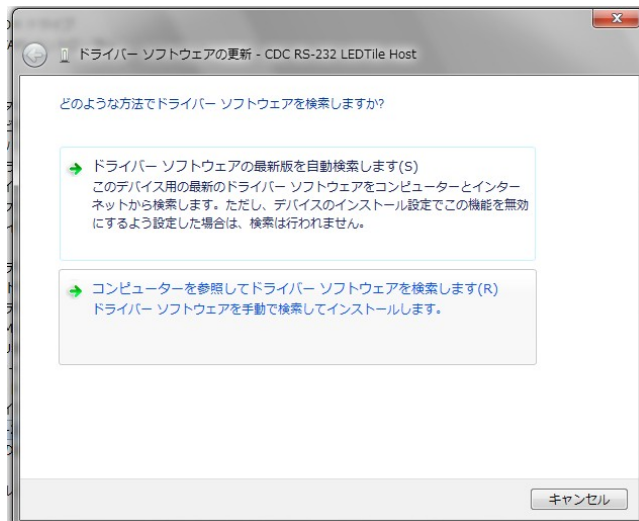 ドライバー ソフトウェアの更新 - CDC RS-232 LEDTile Host
どのような方法でドライバー ソフトウェアを検索しますか?
ドライバー ソフトウェアの最新版を自動検索します(S)
このデバイス用の最新のドライバー ソフトウェアをコンピューターとインター
ネットから検索します。ただし、デバイスのインストール設定でこの機能を無効
にするよう設定した場合は、検索は行われません。
コンピューターを参照してドライバー ソフトウェアを検索します(R)
ドライバー ソフトウェアを手動で検索してインストールします。
キャンセル